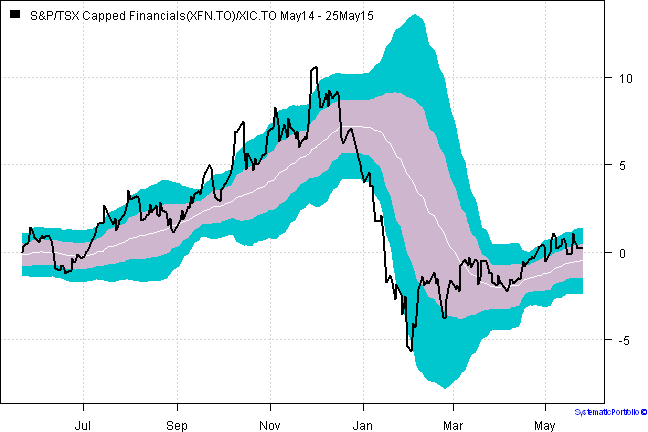 S&P/TSX Capped Financials(XFN.TO)/XIC.TO May14 - 25May15
10
5
0
-5
Jul Sep Nov Jan Mar May
SystematicPortfolio ©